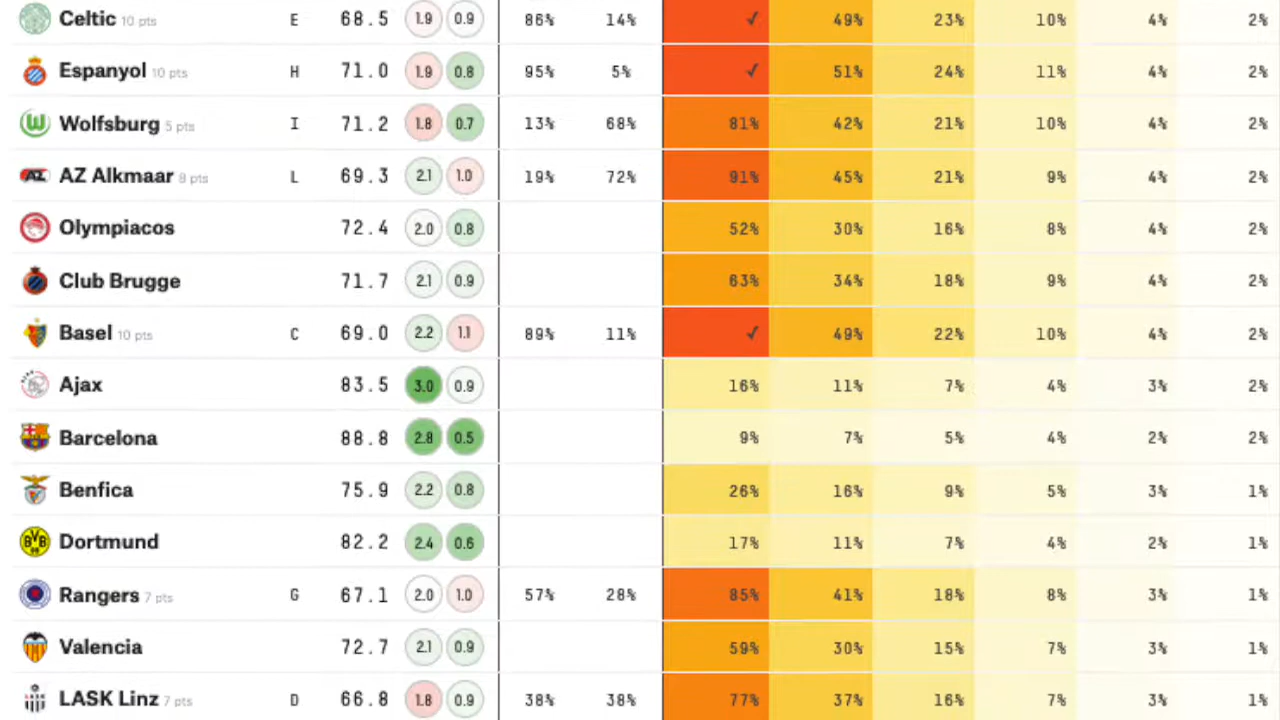 Celtic 10 pts E 68.5 1.9 0.9 86% 14% ✓ 49% 23% 10% 4% 2%
Espanyol 10 pts H 71.0 1.9 0.8 95% 5% ✓ 51% 24% 11% 4% 2%
Wolfsburg 5 pts I 71.2 1.8 0.7 13% 68% 81% 42% 21% 10% 4% 2%
AZ Alkmaar 8 pts L 69.3 2.1 1.0 19% 72% 91% 45% 21% 9% 4% 2%
Olympiacos 72.4 2.0 0.8 52% 30% 16% 8% 4% 2%
Club Brugge 71.7 2.1 0.9 63% 34% 18% 9% 4% 2%
Basel 10 pts C 69.0 2.2 1.1 89% 11% ✓ 49% 22% 10% 4% 2%
Ajax 83.5 3.0 0.9 16% 11% 7% 4% 3% 2%
Barcelona 88.8 2.8 0.5 9% 7% 5% 4% 2% 2%
Benfica 75.9 2.2 0.8 26% 16% 9% 5% 3% 1%
Dortmund 82.2 2.4 0.6 17% 11% 7% 4% 2% 1%
Rangers 7 pts G 67.1 2.0 1.0 57% 28% 85% 41% 18% 8% 3% 1%
Valencia 72.7 2.1 0.9 59% 30% 15% 7% 3% 1%
LASK Linz 7 pts D 66.8 1.8 0.9 38% 38% 77% 37% 16% 7% 3% 1%